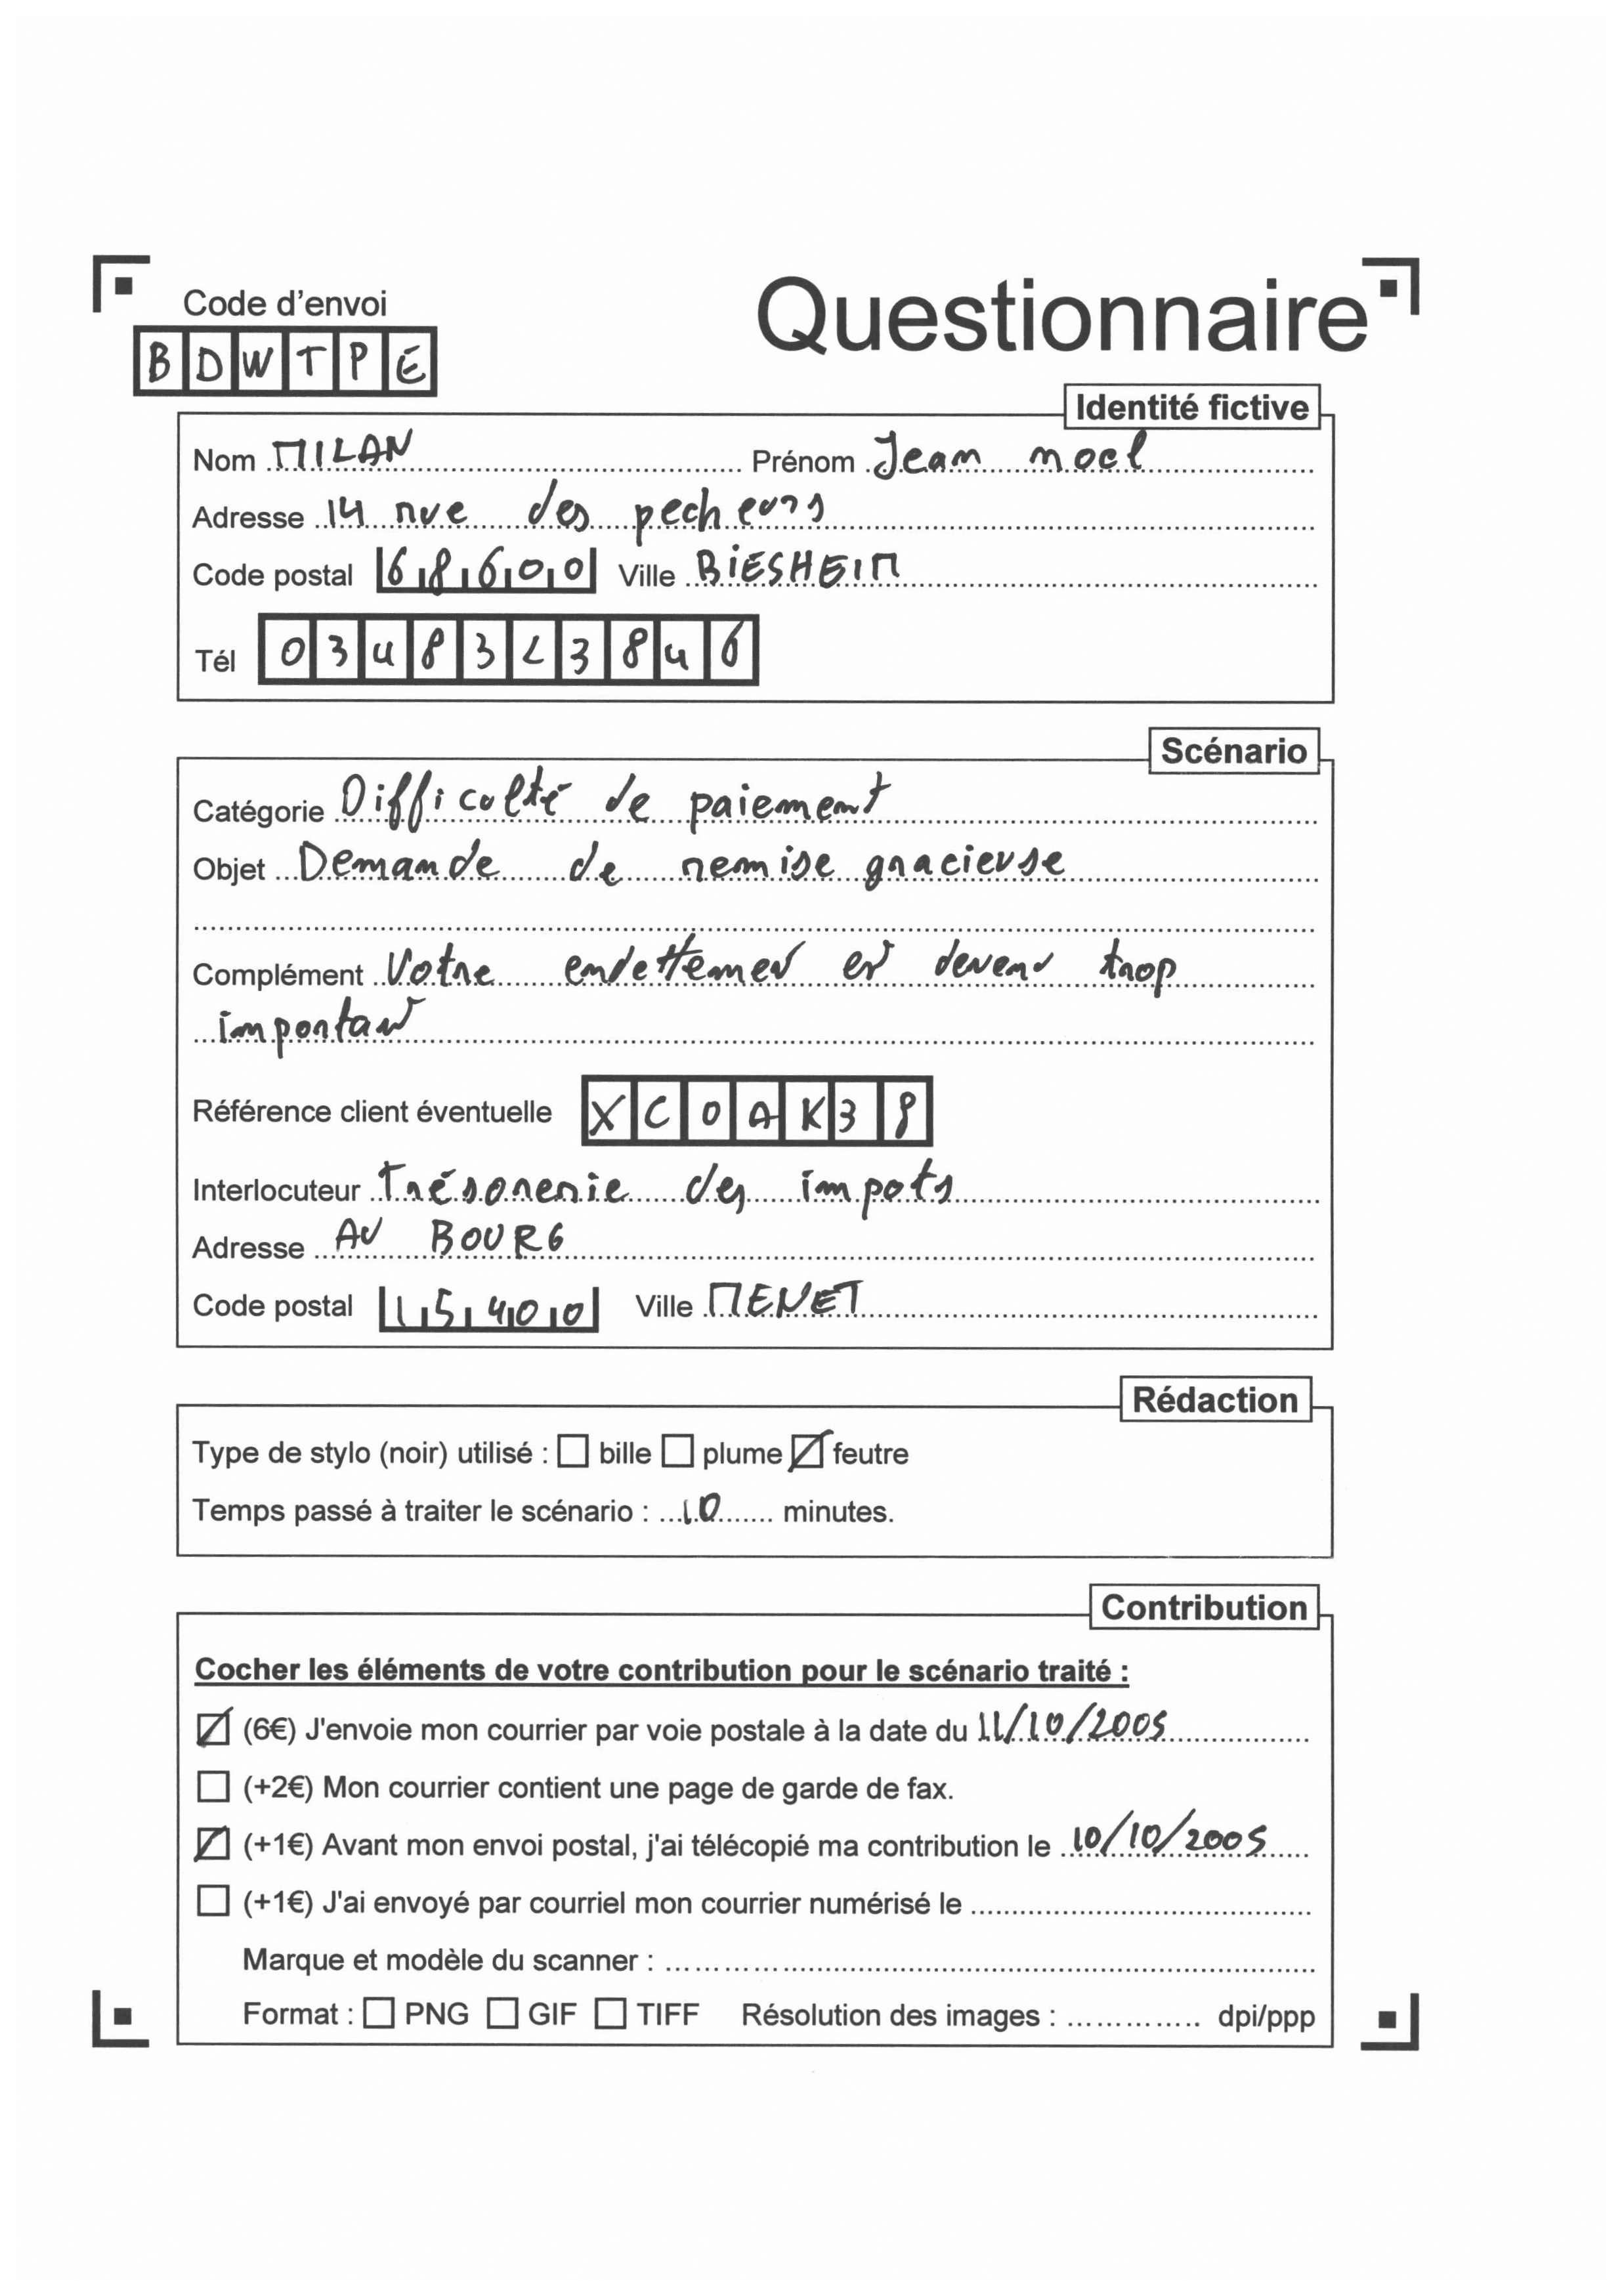 Code d'envoi
Questionnaire
BDWTPE
Identité fictive
Nom MILAN Prénom Jean noel
Adresse 14 rue des pecheurs
Code postal 68600 Ville BIESHEIM
Tél 0348323846
Scénario
Catégorie Difficulté de paiement
Objet Demande de remise gracieuse
Complément Votre endettement est devenu trop
important
Référence client éventuelle XCOAK38
Interlocuteur Trésorerie des impots
Adresse AU BOURG
Code postal 15400 Ville MENET
Rédaction
Type de stylo (noir) utilisé : bille plume feutre
Temps passé à traiter le scénario : 10 minutes.
Contribution
Cocher les éléments de votre contribution pour le scénario traité :
(6€) J'envoie mon courrier par voie postale à la date du 11/10/2005
(+2€) Mon courrier contient une page de garde de fax.
(+1€) Avant mon envoi postal, j'ai télécopié ma contribution le 10/10/2005
(+1€) J'ai envoyé par courriel mon courrier numérisé le
Marque et modèle du scanner :
Format : PNG GIF TIFF Résolution des images : dpi/ppp